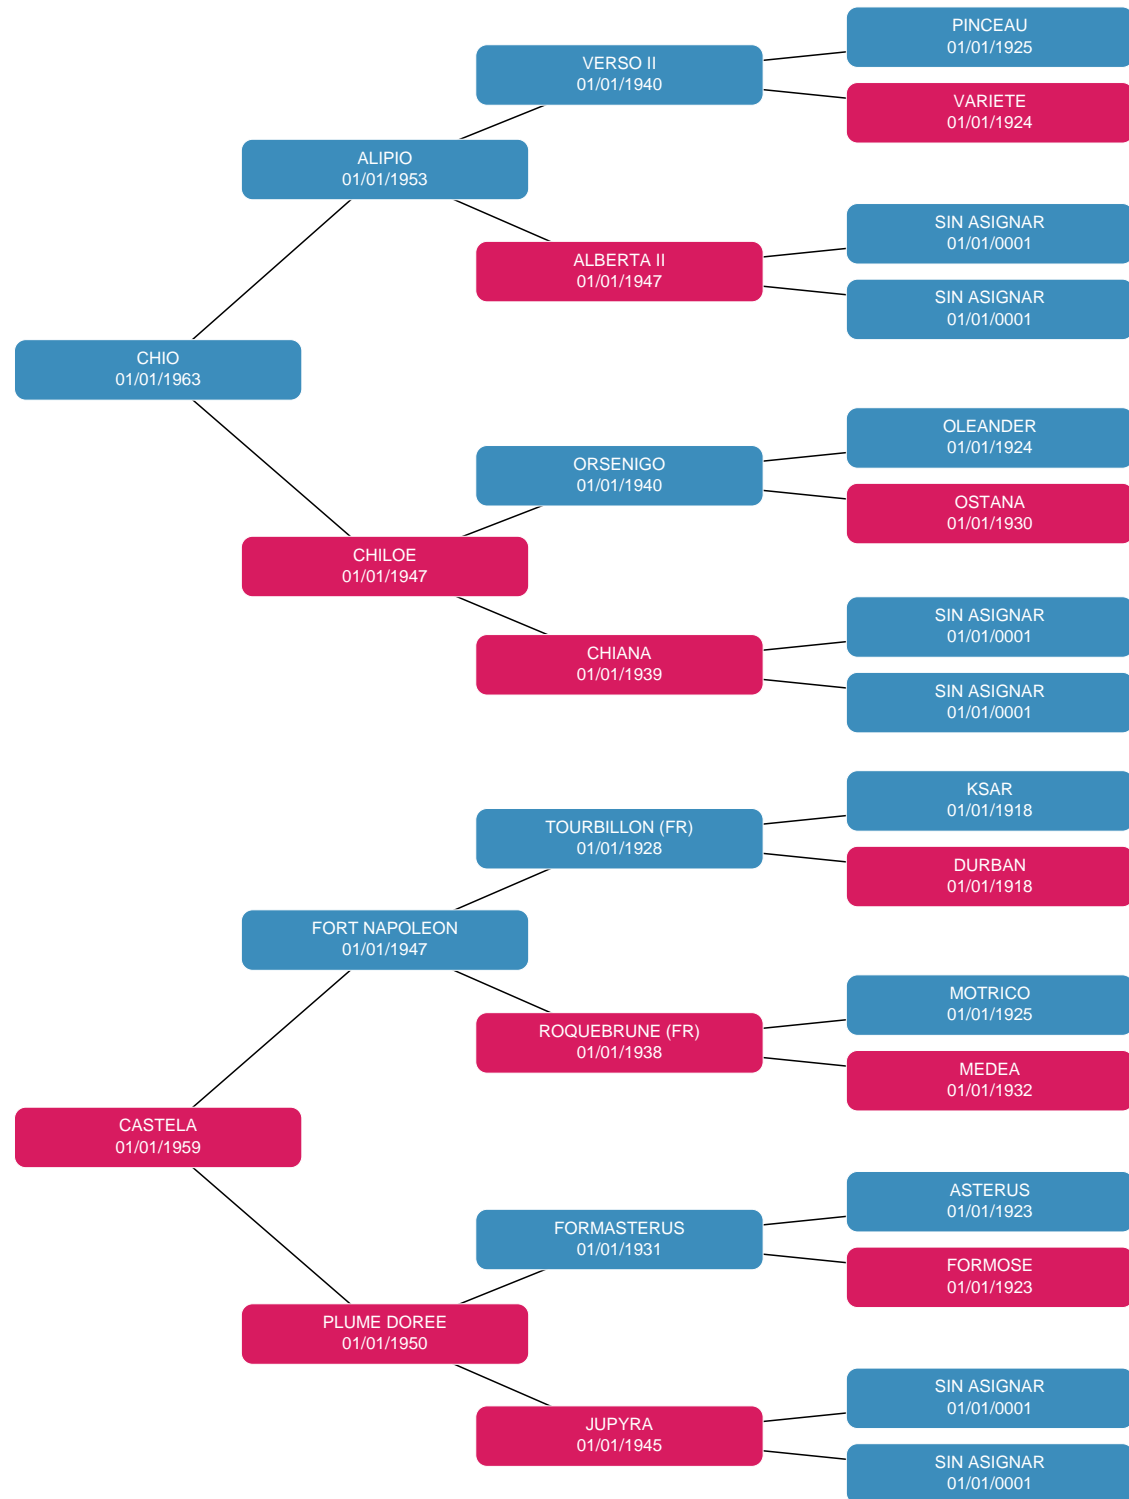 PINCEAU
01/01/1925
VERSO II
01/01/1940
VARIETE
01/01/1924
ALIPIO
01/01/1953
SIN ASIGNAR
01/01/0001
ALBERTA II
01/01/1947
SIN ASIGNAR
01/01/0001
CHIO
01/01/1963
OLEANDER
01/01/1924
ORSENIGO
01/01/1940
OSTANA
01/01/1930
CHILOE
01/01/1947
SIN ASIGNAR
01/01/0001
CHIANA
01/01/1939
SIN ASIGNAR
01/01/0001
KSAR
01/01/1918
TOURBILLON (FR)
01/01/1928
DURBAN
01/01/1918
FORT NAPOLEON
01/01/1947
MOTRICO
01/01/1925
ROQUEBRUNE (FR)
01/01/1938
MEDEA
01/01/1932
CASTELA
01/01/1959
ASTERUS
01/01/1923
FORMASTERUS
01/01/1931
FORMOSE
01/01/1923
PLUME DOREE
01/01/1950
SIN ASIGNAR
01/01/0001
JUPYRA
01/01/1945
SIN ASIGNAR
01/01/0001